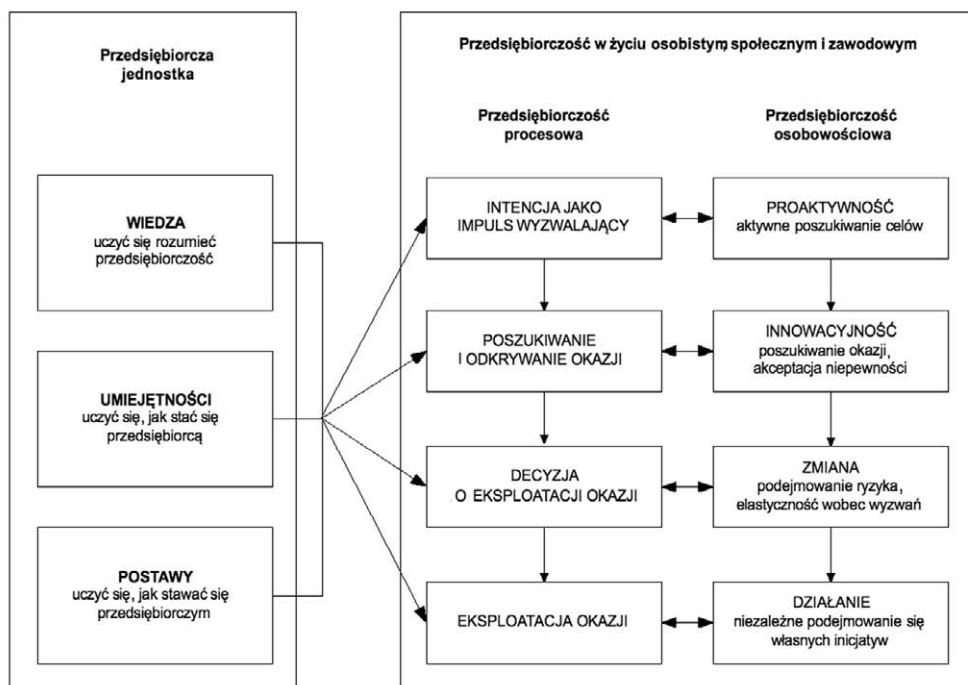 Przedsiębiorcza
jednostka
WIEDZA
uczyć się rozumieć
przedsiębiorczość
UMIEJĘTNOŚCI
uczyć się, jak stać się
przedsiębiorcą
POSTAWY
uczyć się, jak stawać się
przedsiębiorczym
Przedsiębiorczość w życiu osobistym, społecznym i zawodowym
Przedsiębiorczość
procesowa
Przedsiębiorczość
osobowościowa
INTENCJA JAKO
IMPULS WYZWALAJĄCY
PROAKTYWNOŚĆ
aktywne poszukiwanie celów
POSZUKIWANIE
I ODKRYWANIE OKAZJI
INNOWACYJNOŚĆ
poszukiwanie okazji,
akceptacja niepewności
DECYZJA
O EKSPLOATACJI OKAZJI
ZMIANA
podejmowanie ryzyka,
elastyczność wobec wyzwań
EKSPLOATACJA OKAZJI
DZIAŁANIE
niezależne podejmowanie się
własnych inicjatyw